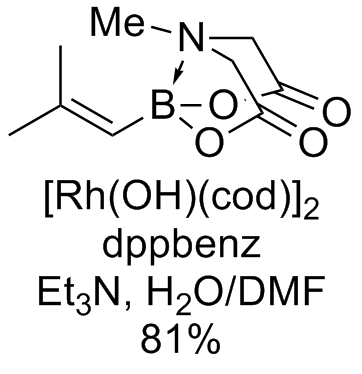 Me
N
B
O
O
O
O
[Rh(OH)(cod)]₂
dppbenz
Et₃N, H₂O/DMF
81%